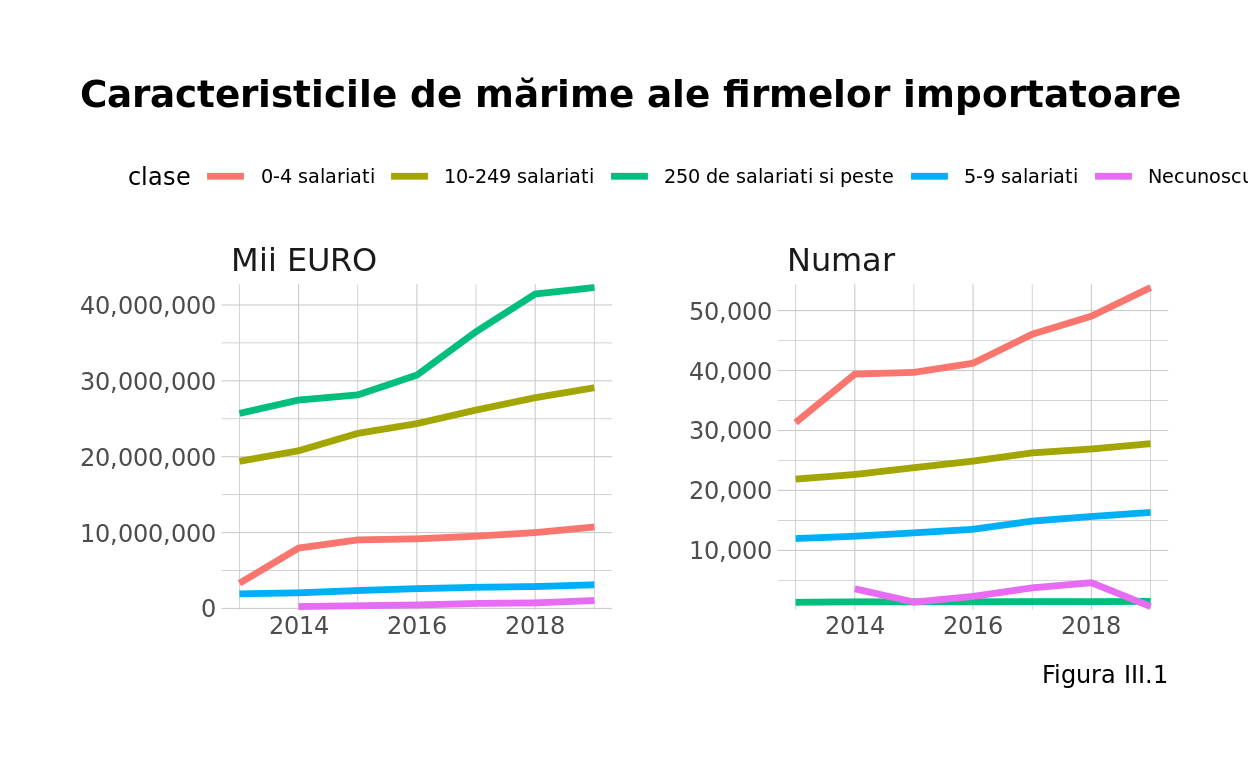 Caracteristicile de mărime ale firmelor importatoare
clase 0-4 salariati 10-249 salariati 250 de salariati si peste 5-9 salariati Necunoscu
Mii EURO
40,000,000
30,000,000
20,000,000
10,000,000
0
2014 2016 2018
Numar
50,000
40,000
30,000
20,000
10,000
2014 2016 2018
Figura III.1